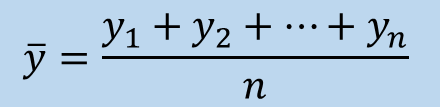 ȳ = (y₁ + y₂ + ⋯ + yₙ) / n